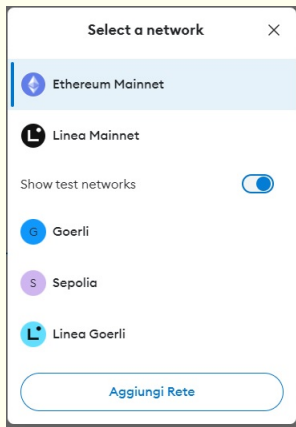 Select a network
Ethereum Mainnet
L Linea Mainnet
Show test networks
G Goerli
S Sepolia
L Linea Goerli
Aggiungi Rete